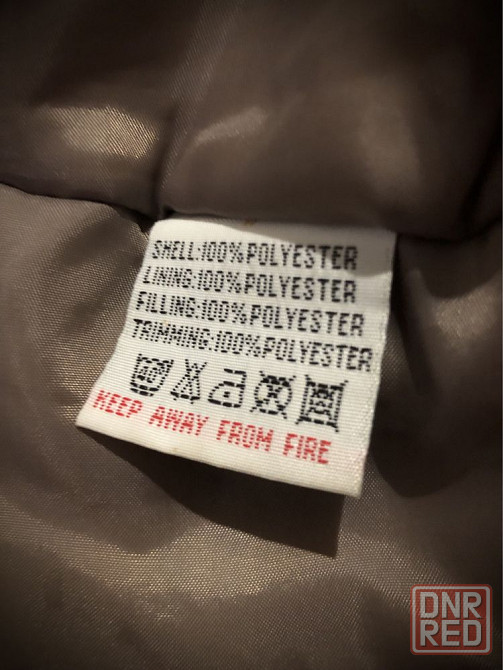 SHELL:100%POLYESTER
LINING:100%POLYESTER
FILLING:100%POLYESTER
TRIMMING:100%POLYESTER
KEEP AWAY FROM FIRE
DNR
RED